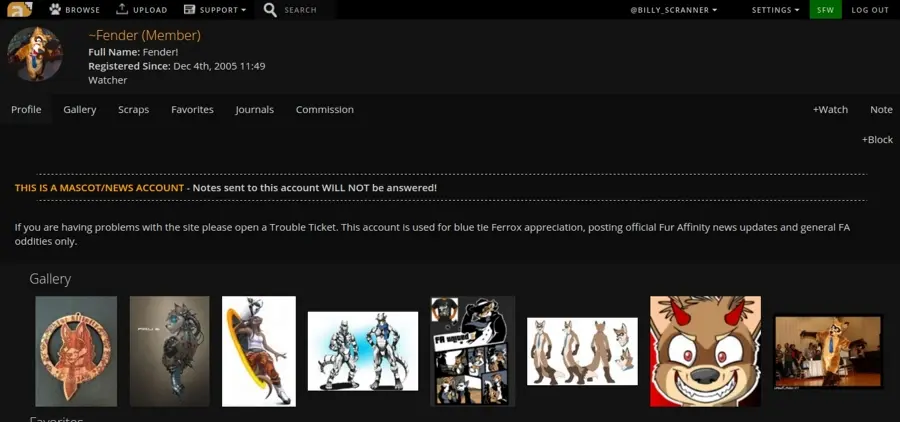 BROWSE UPLOAD SUPPORT SEARCH @BILLY_SCRANNER SETTINGS SFW LOG OUT
~Fender (Member)
Full Name: Fender!
Registered Since: Dec 4th, 2005 11:49
Watcher
Profile Gallery Scraps Favorites Journals Commission +Watch Note
+Block
THIS IS A MASCOT/NEWS ACCOUNT - Notes sent to this account WILL NOT be answered!
If you are having problems with the site please open a Trouble Ticket. This account is used for blue tie Ferrox appreciation, posting official Fur Affinity news updates and general FA
oddities only.
Gallery
Favorites